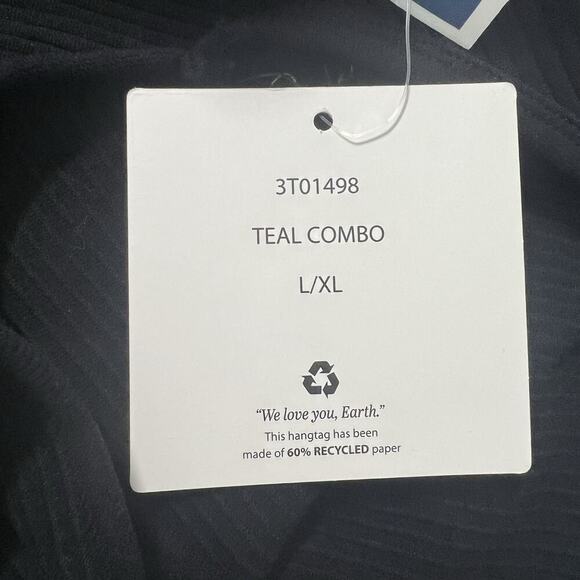 3T01498
TEAL COMBO
L/XL
“We love you, Earth.”
This hangtag has been
made of 60% RECYCLED paper